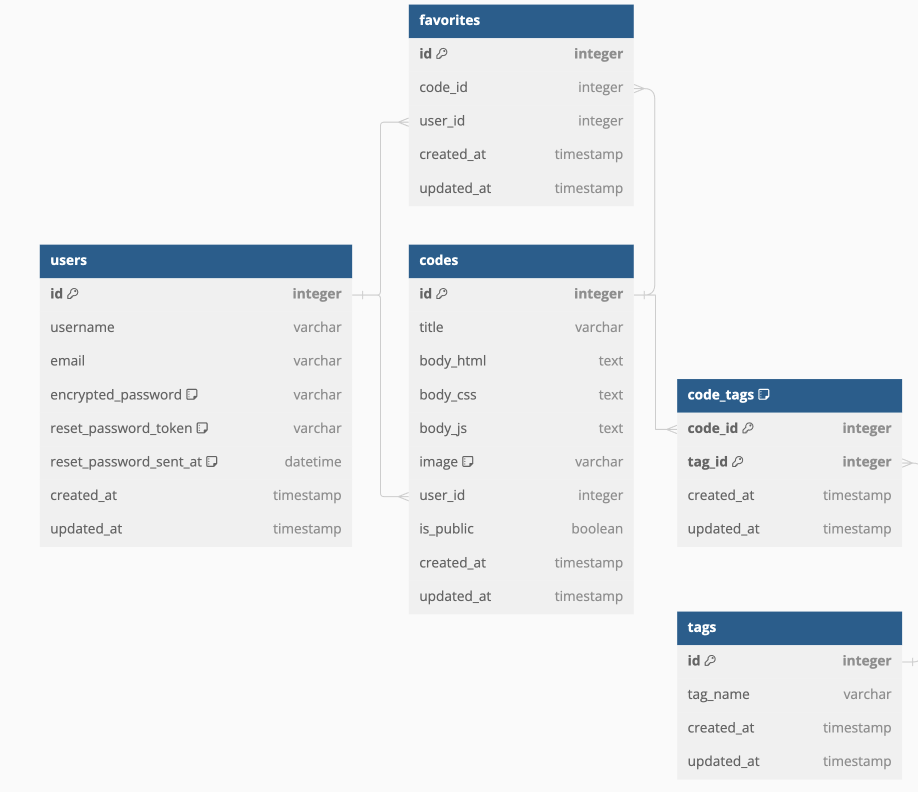 favorites
id integer
code_id integer
user_id integer
created_at timestamp
updated_at timestamp
users
id integer
username varchar
email varchar
encrypted_password varchar
reset_password_token varchar
reset_password_sent_at datetime
created_at timestamp
updated_at timestamp
codes
id integer
title varchar
body_html text
body_css text
body_js text
image varchar
user_id integer
is_public boolean
created_at timestamp
updated_at timestamp
code_tags
code_id integer
tag_id integer
created_at timestamp
updated_at timestamp
tags
id integer
tag_name varchar
created_at timestamp
updated_at timestamp